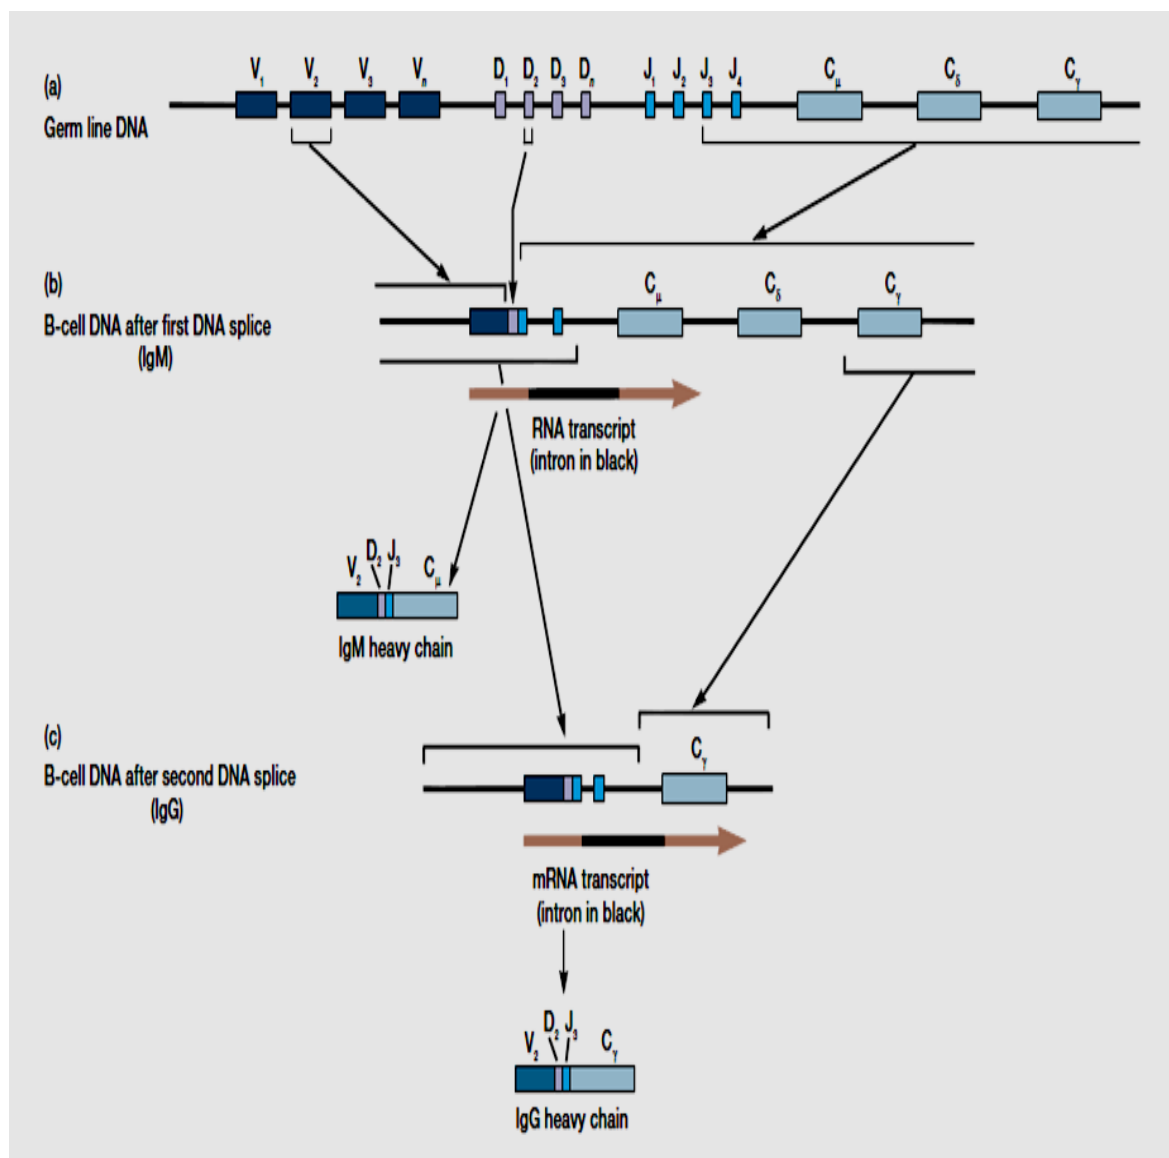 (a)
Germ line DNA
V₁ V₂ V₃ Vₙ D₁ D₂ D₃ Dₙ J₁ J₂ J₃ J₄ Cμ Cδ Cγ
(b)
B-cell DNA after first DNA splice
(IgM)
Cμ Cδ Cγ
RNA transcript
(intron in black)
V₂ D₂ J₃ Cμ
IgM heavy chain
(c)
B-cell DNA after second DNA splice
(IgG)
Cγ
mRNA transcript
(intron in black)
V₂ D₂ J₃ Cγ
IgG heavy chain